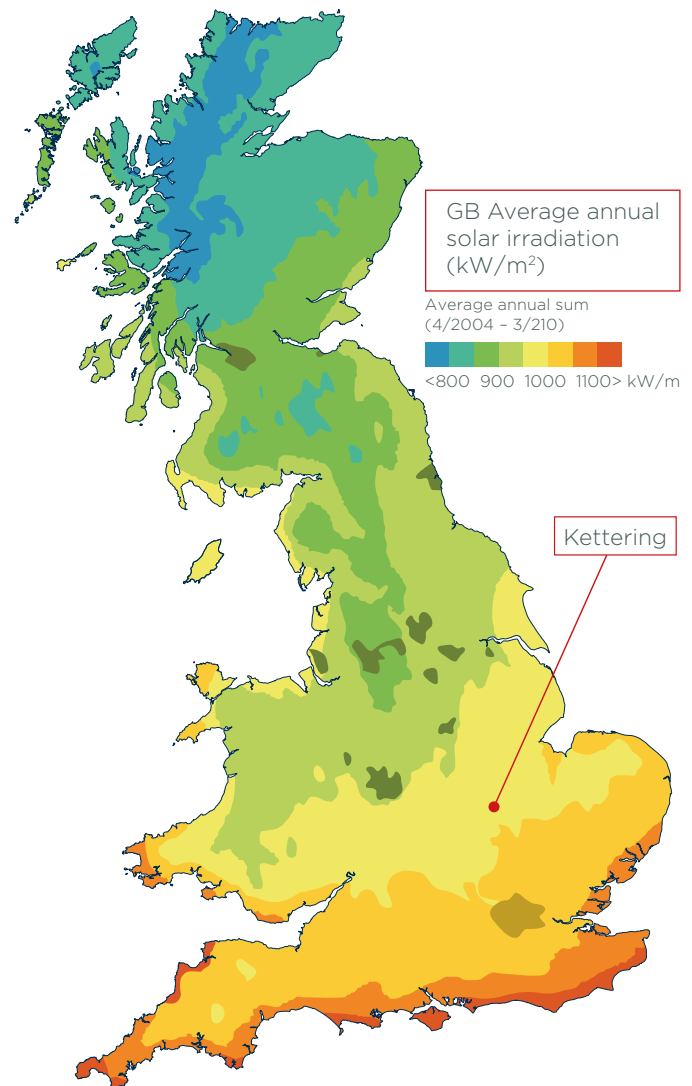 GB Average annual
solar irradiation
(kW/m²)
Average annual sum
(4/2004 – 3/210)
<800 900 1000 1100> kW/m
Kettering